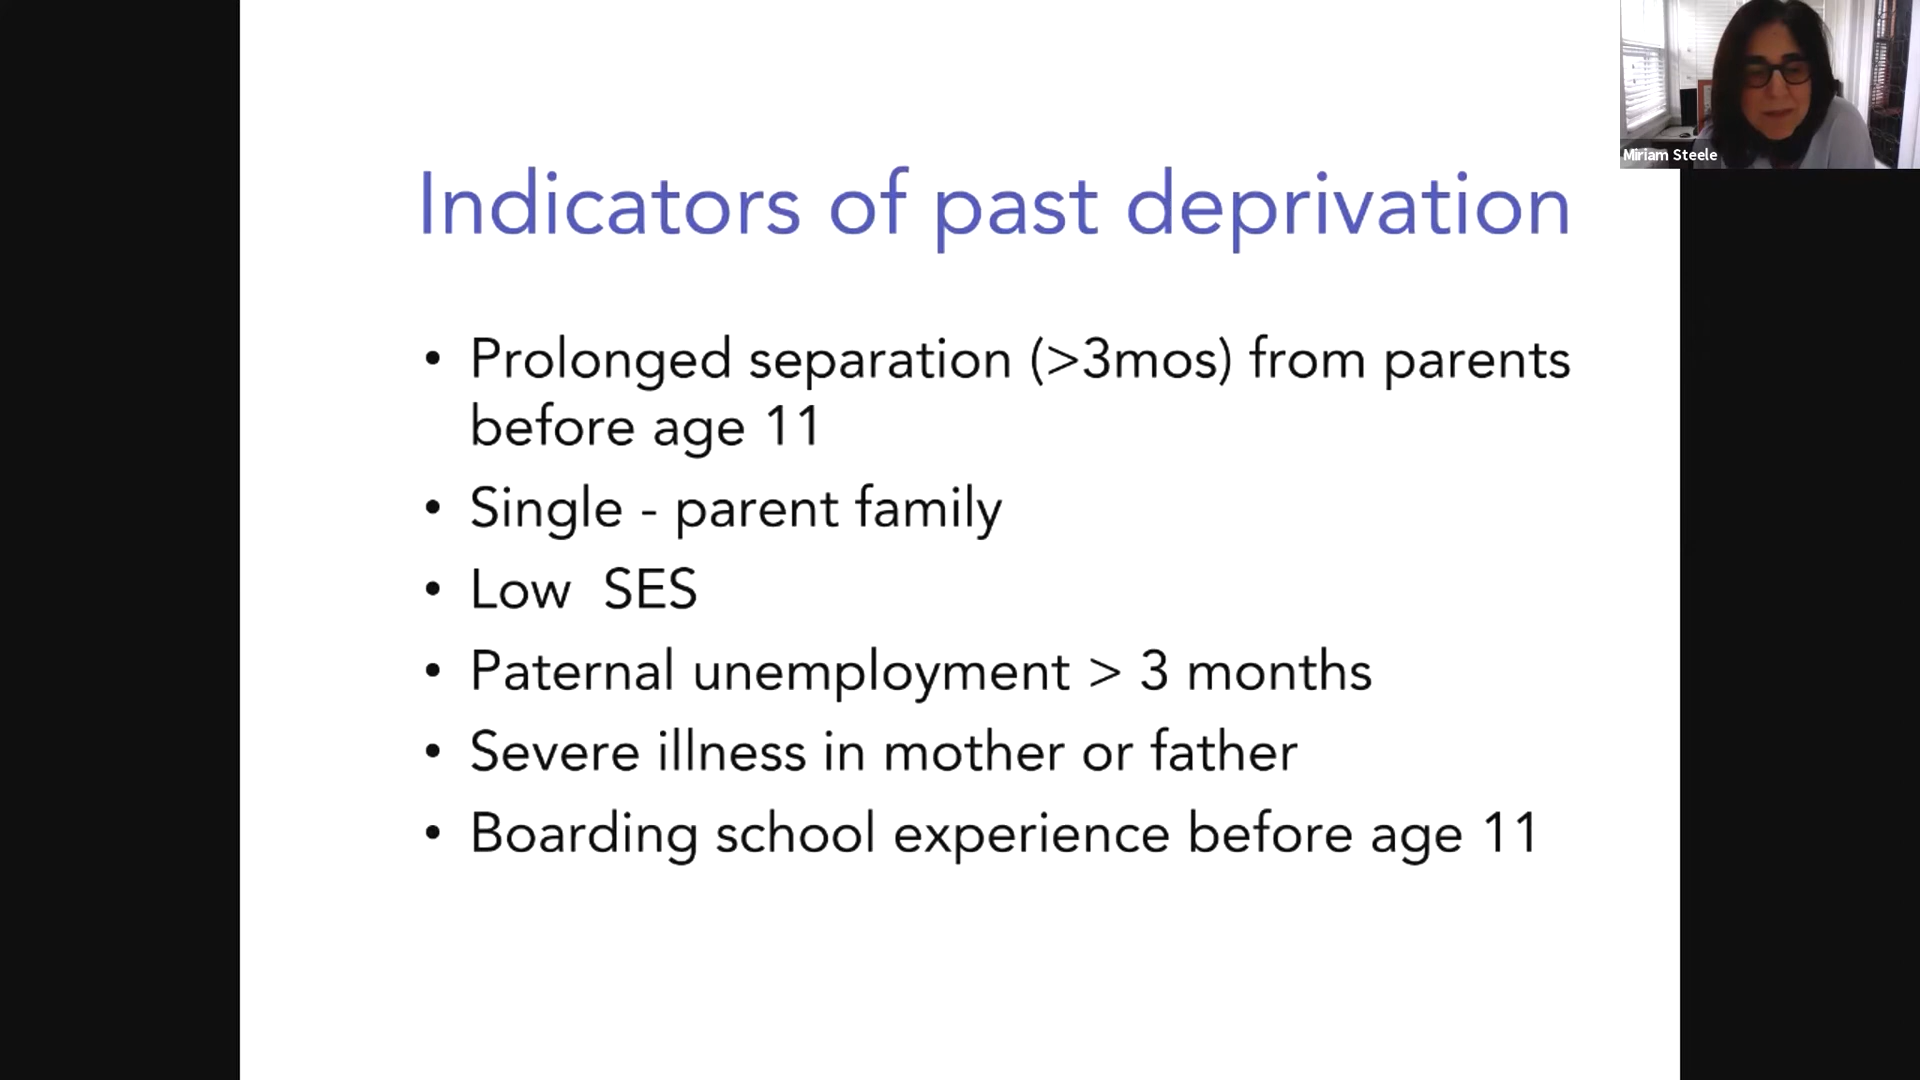 Miriam Steele
Indicators of past deprivation
• Prolonged separation (>3mos) from parents
before age 11
• Single - parent family
• Low  SES
• Paternal unemployment > 3 months
• Severe illness in mother or father
• Boarding school experience before age 11